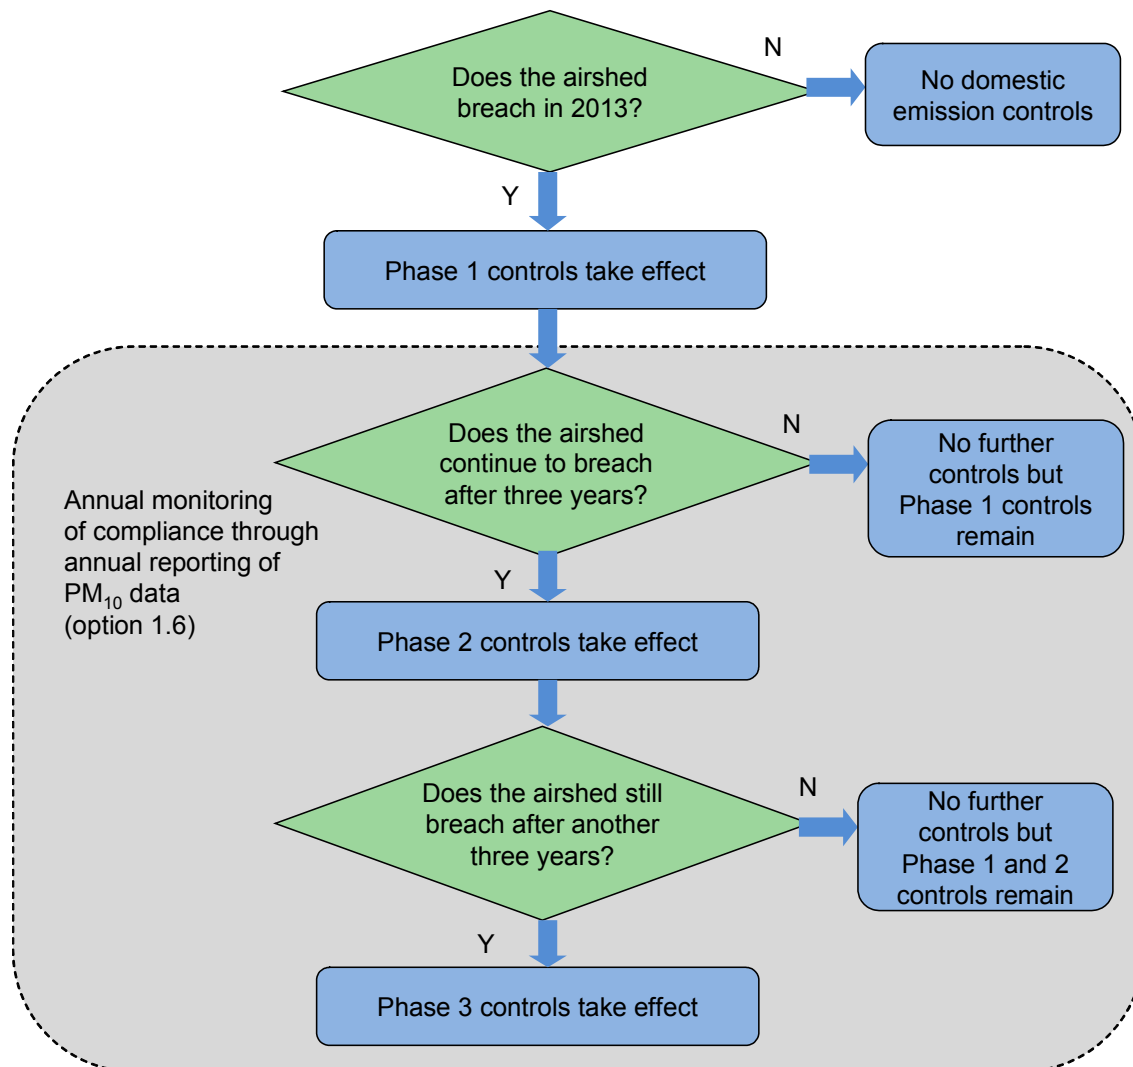 Does the airshed
breach in 2013?
N
No domestic
emission controls
Y
Phase 1 controls take effect
Does the airshed
continue to breach
after three years?
N
No further
controls but
Phase 1 controls
remain
Annual monitoring
of compliance through
annual reporting of
PM₁₀ data
(option 1.6)
Y
Phase 2 controls take effect
Does the airshed still
breach after another
three years?
N
No further
controls but
Phase 1 and 2
controls remain
Y
Phase 3 controls take effect